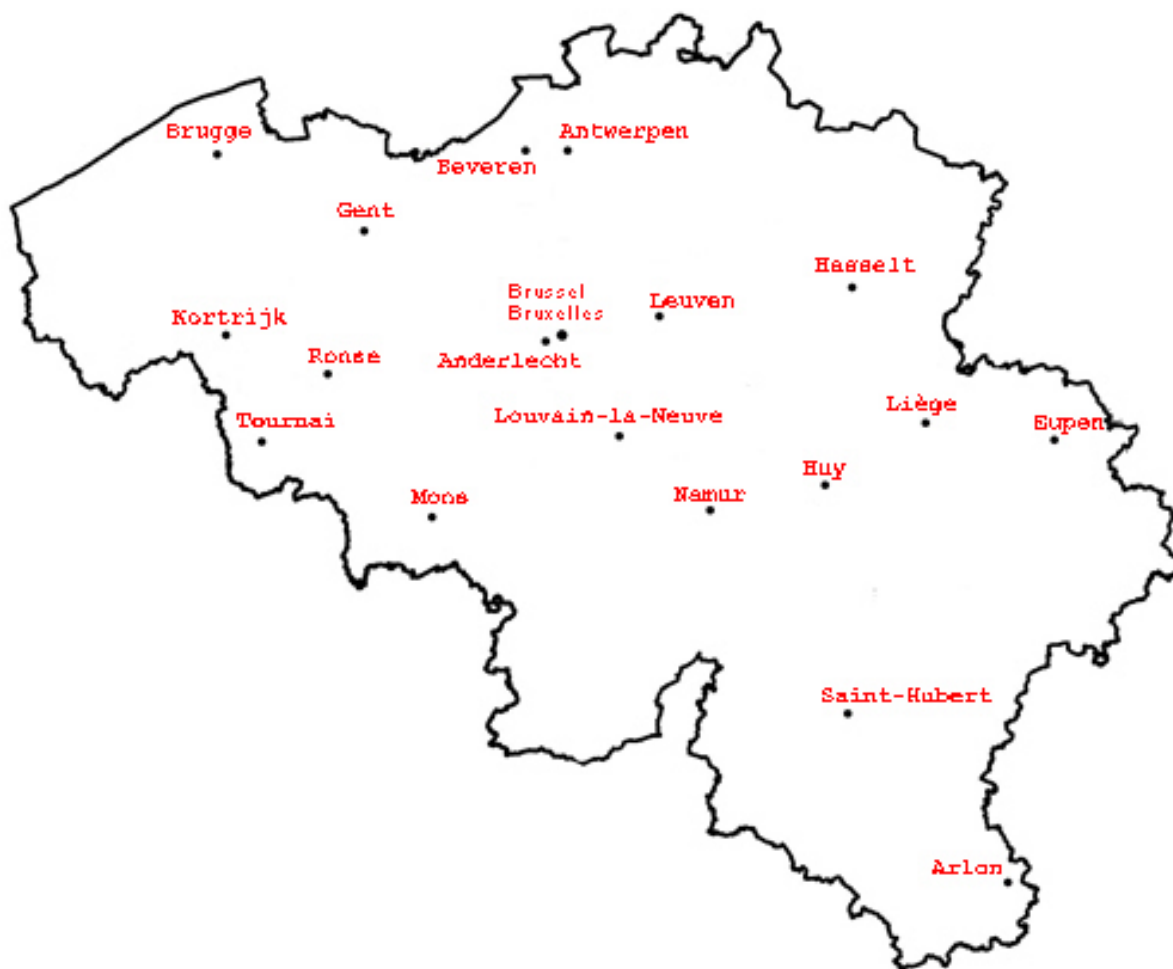 Brugge
Antwerpen
Beveren
Gent
Hasselt
Brussel
Bruxelles
Leuven
Kortrijk
Ronse
Anderlecht
Tournai
Louvain-la-Neuve
Liège
Eupen
Huy
Mons
Namur
Saint-Hubert
Arlon